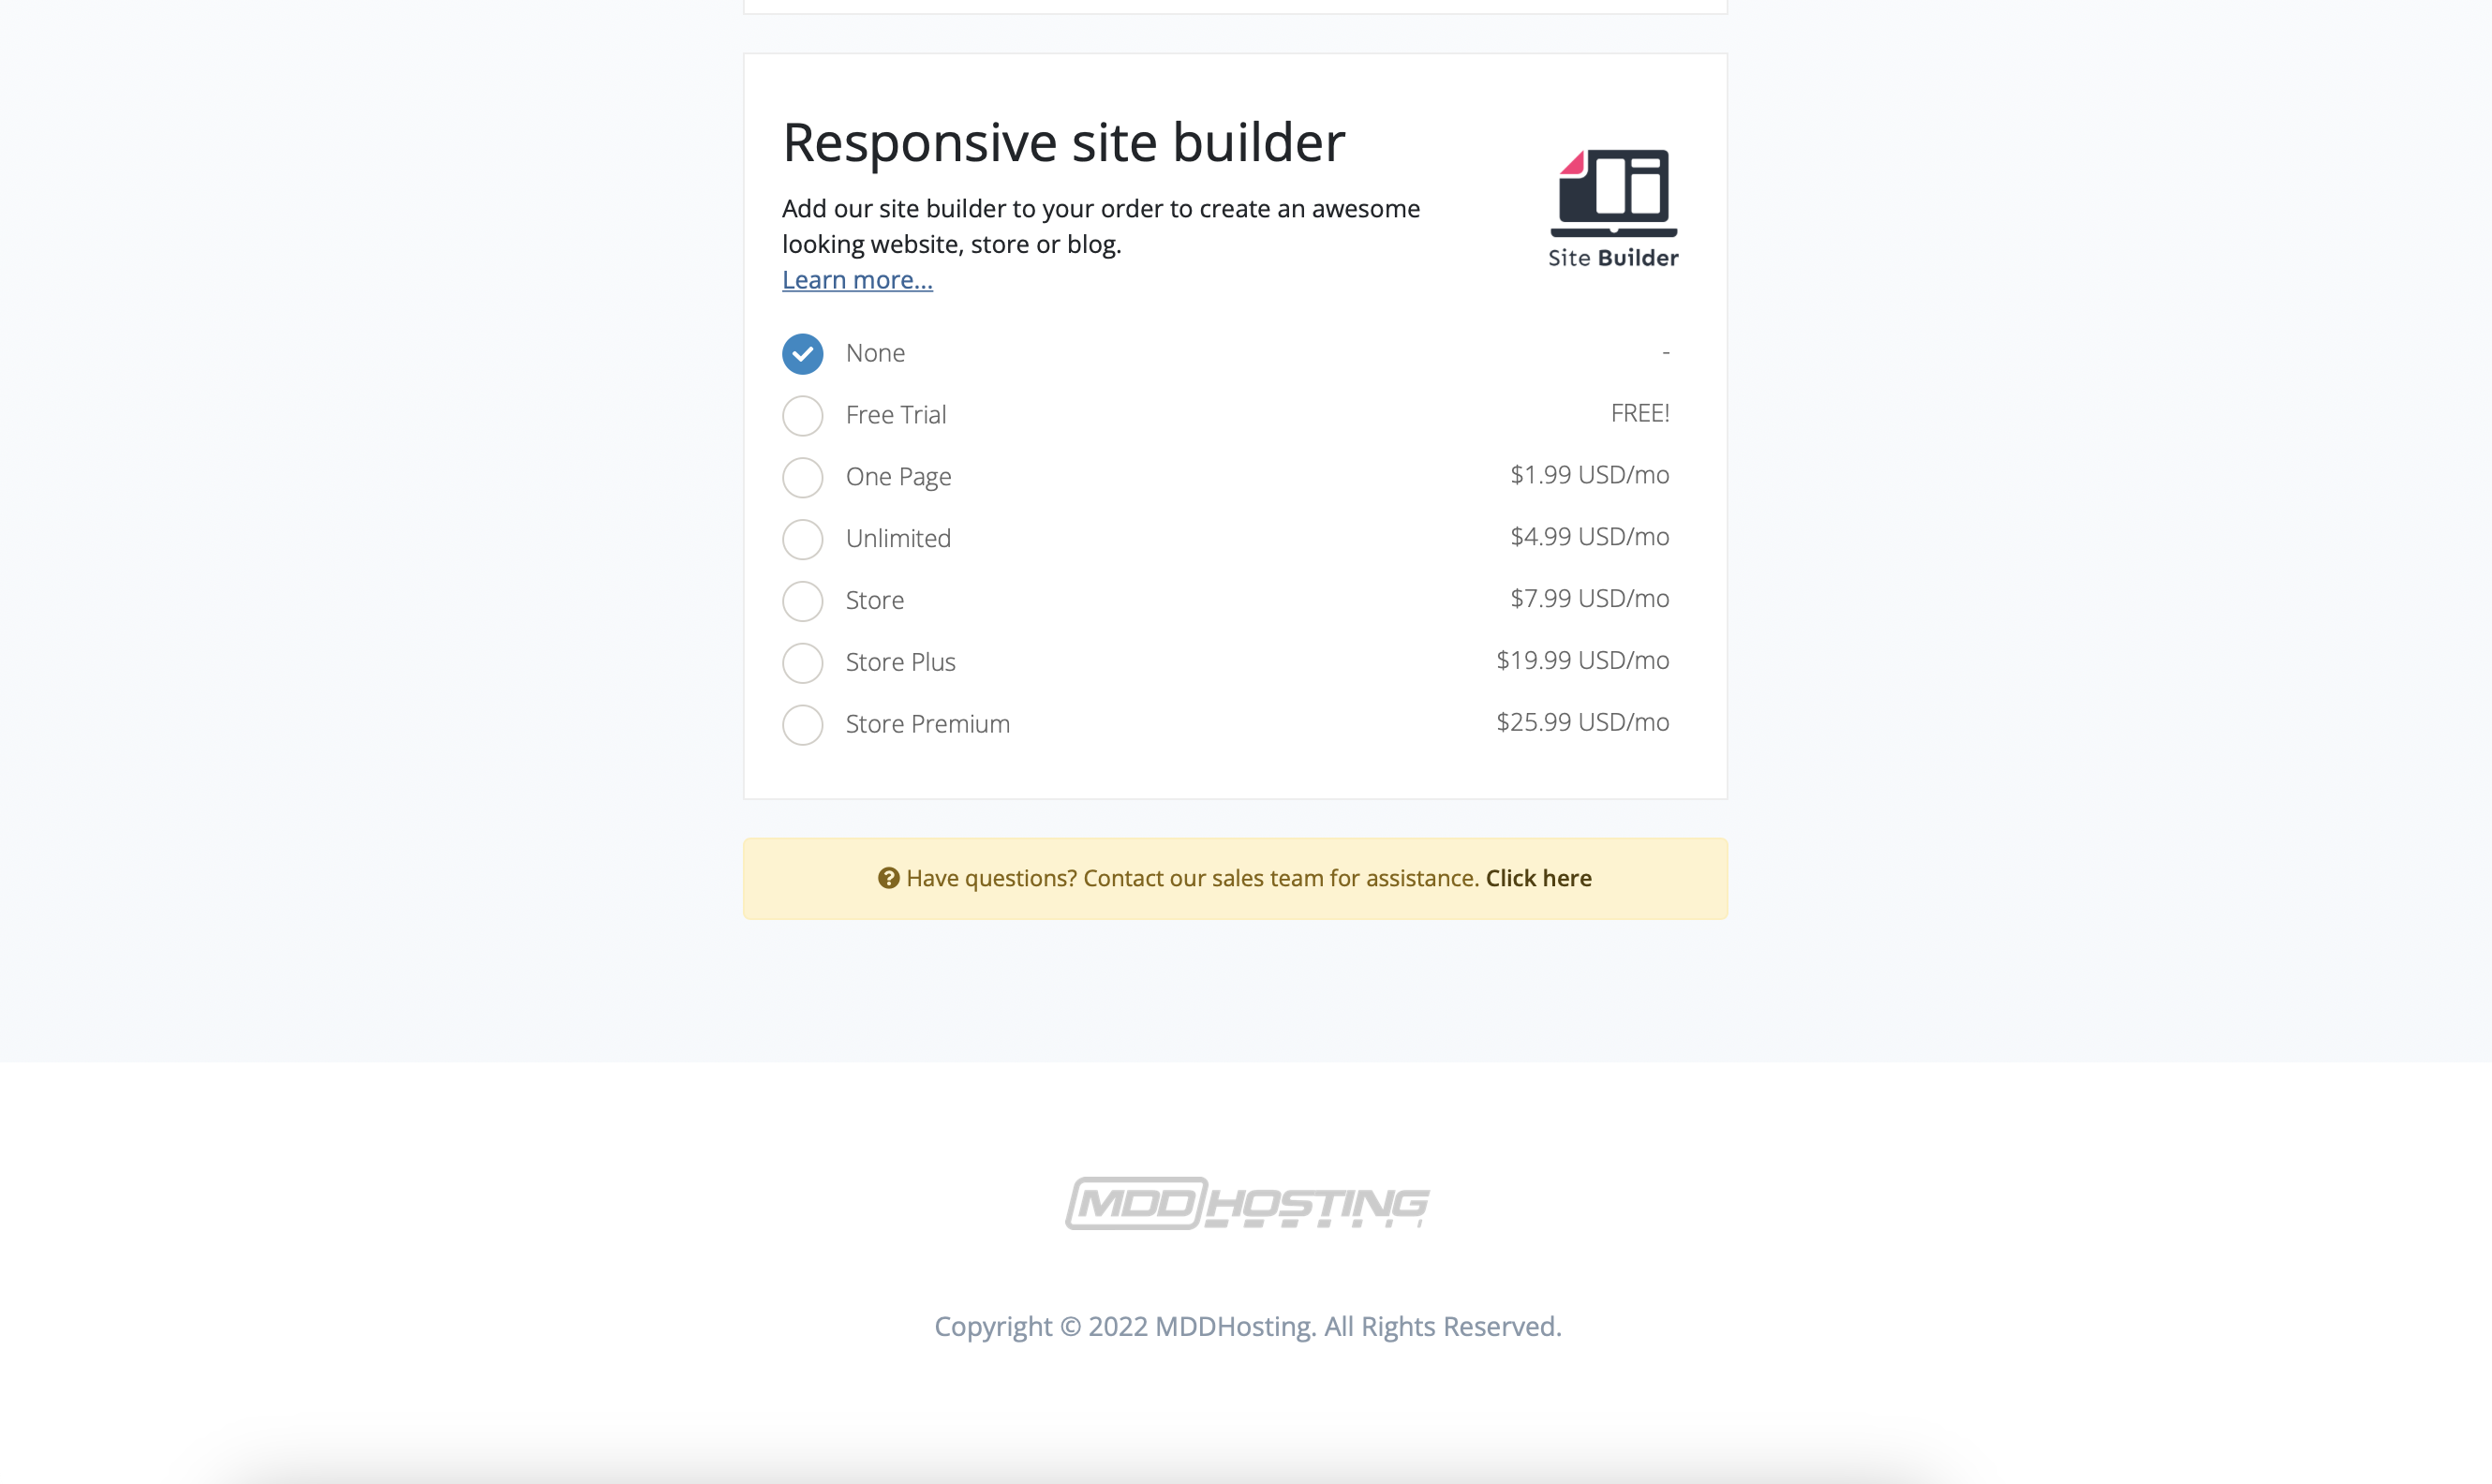 Responsive site builder
Add our site builder to your order to create an awesome
looking website, store or blog.
Learn more...
Site Builder
None -
Free Trial FREE!
One Page $1.99 USD/mo
Unlimited $4.99 USD/mo
Store $7.99 USD/mo
Store Plus $19.99 USD/mo
Store Premium $25.99 USD/mo
Have questions? Contact our sales team for assistance. Click here
MDDHOSTING
Copyright © 2022 MDDHosting. All Rights Reserved.